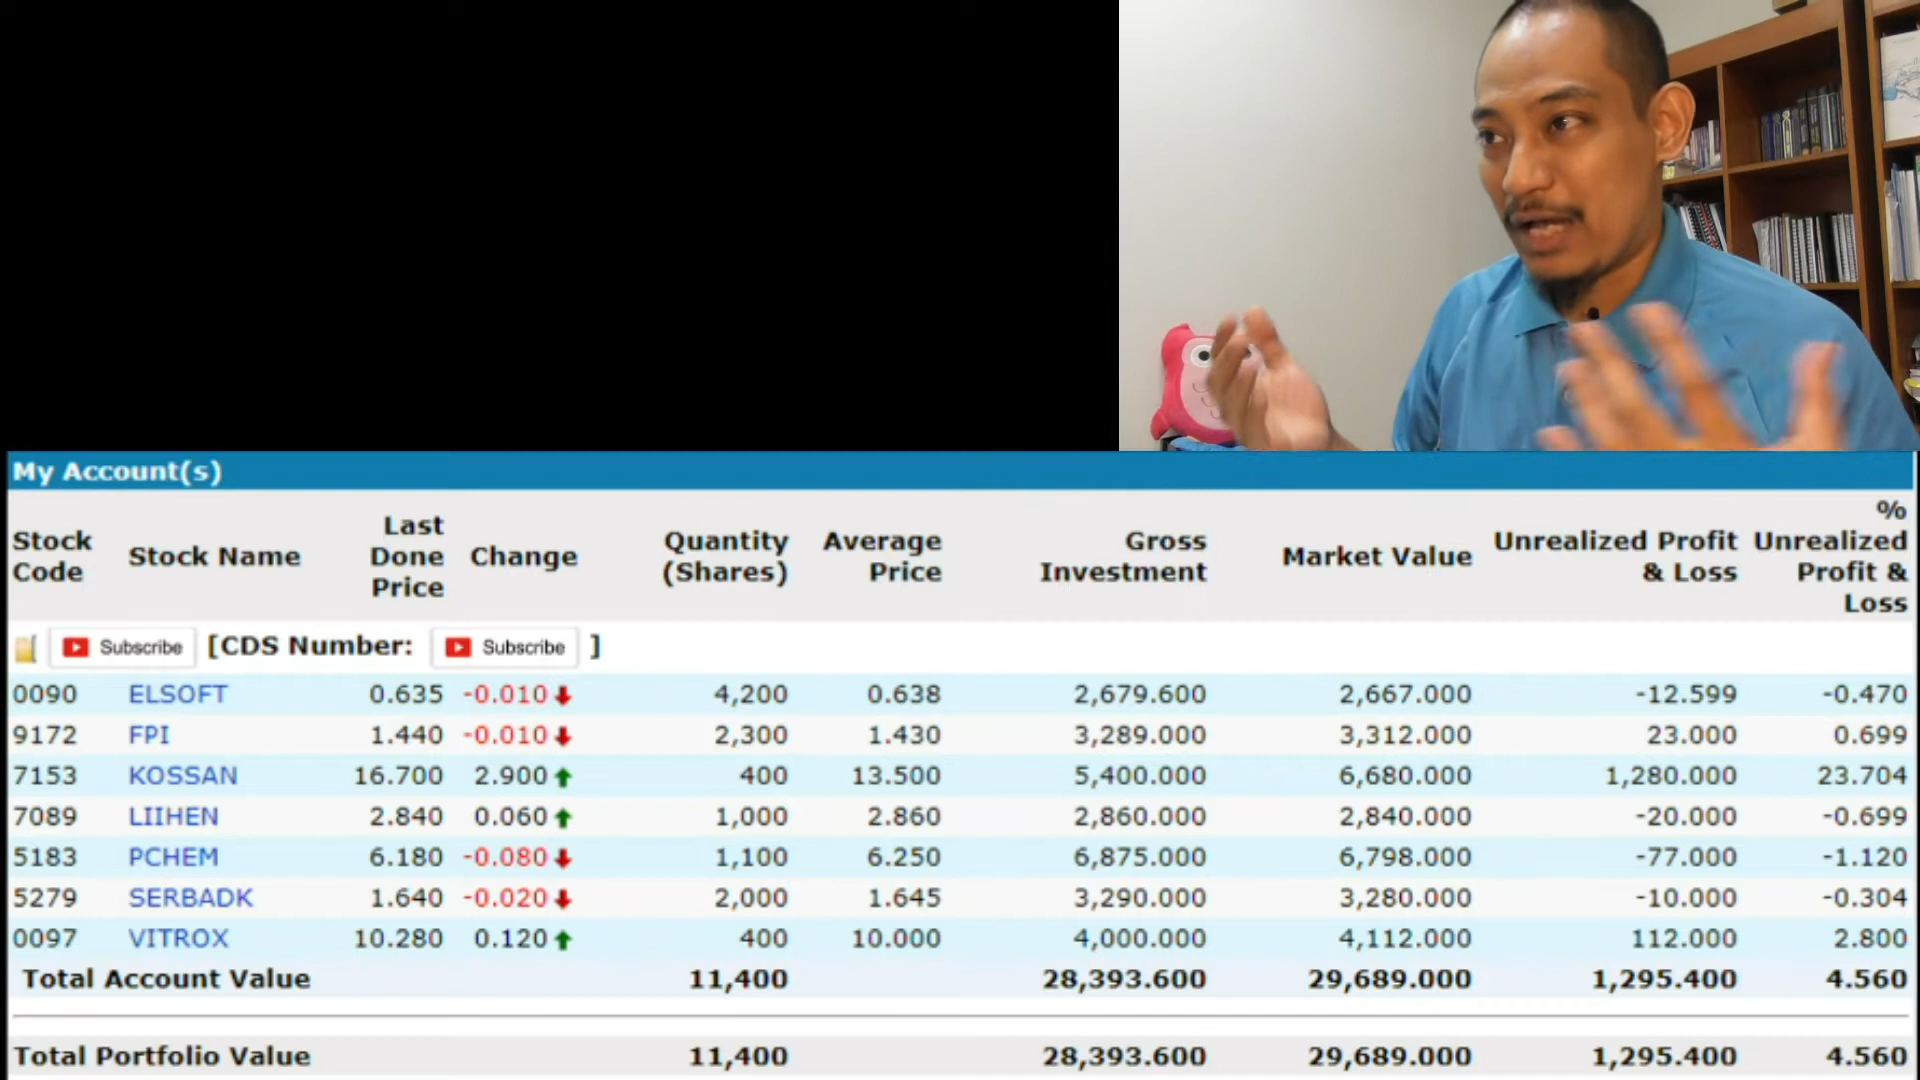 My Account(s)
Stock Code Stock Name Last Done Price Change Quantity (Shares) Average Price Gross Investment Market Value Unrealized Profit & Loss % Unrealized Profit & Loss
Subscribe [CDS Number: Subscribe ]
0090 ELSOFT 0.635 -0.010 4,200 0.638 2,679.600 2,667.000 -12.599 -0.470
9172 FPI 1.440 -0.010 2,300 1.430 3,289.000 3,312.000 23.000 0.699
7153 KOSSAN 16.700 2.900 400 13.500 5,400.000 6,680.000 1,280.000 23.704
7089 LIIHEN 2.840 0.060 1,000 2.860 2,860.000 2,840.000 -20.000 -0.699
5183 PCHEM 6.180 -0.080 1,100 6.250 6,875.000 6,798.000 -77.000 -1.120
5279 SERBADK 1.640 -0.020 2,000 1.645 3,290.000 3,280.000 -10.000 -0.304
0097 VITROX 10.280 0.120 400 10.000 4,000.000 4,112.000 112.000 2.800
Total Account Value 11,400 28,393.600 29,689.000 1,295.400 4.560
Total Portfolio Value 11,400 28,393.600 29,689.000 1,295.400 4.560